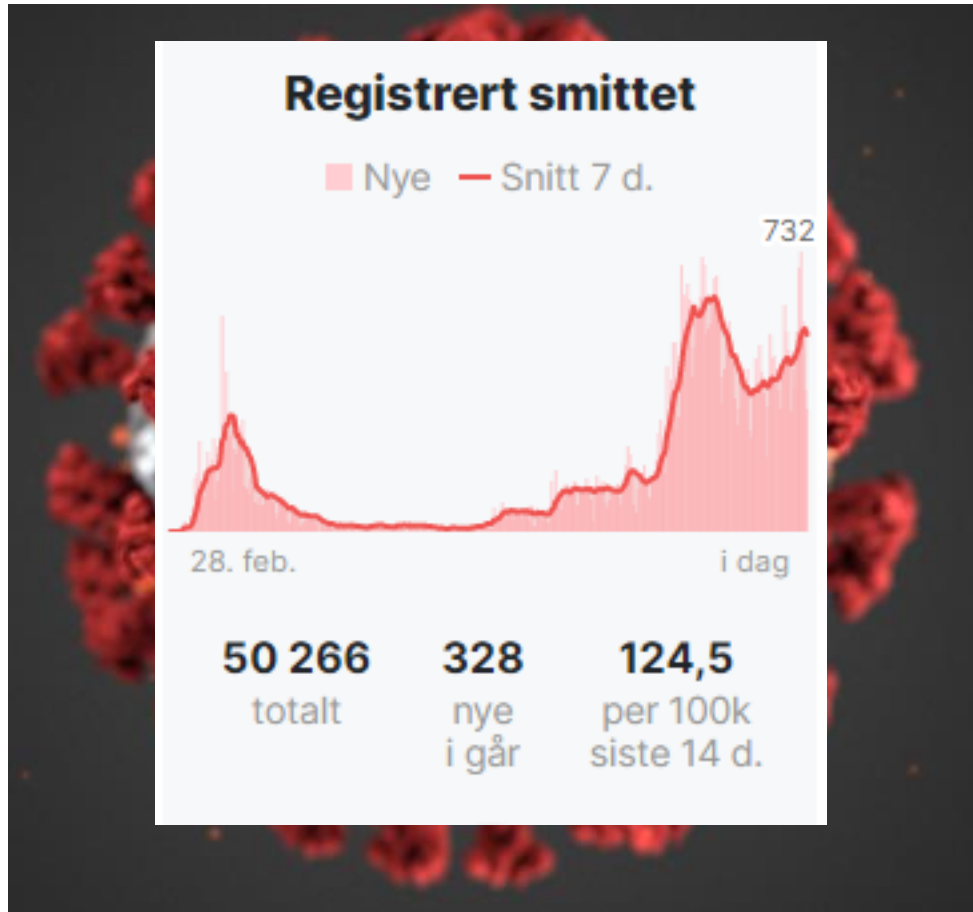 Registrert smittet
Nye Snitt 7 d.
732
28. feb. i dag
50 266 328 124,5
totalt nye per 100k
i går siste 14 d.